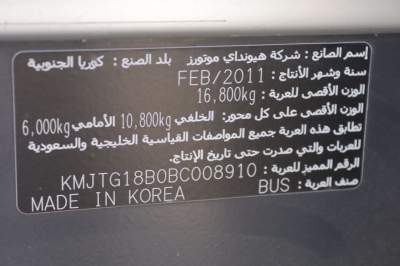 إسم الصانع : شركة هيونداي موتورز بلد الصنع : كوريا الجنوبية
سنة وشهر الأنتاج : FEB/2011
الوزن الأقصى للعربة : 16,800kg
الوزن الأقصى على كل محور: الخلفي 10,800kg الأمامي 6,000kg
تطابق هذه العربة جميع المواصفات القياسية الخليجية والسعودية
للعربات والتي صدرت حتى تاريخ الإنتاج.
الرقم المميز للعربة : KMJTG18B0BC008910
صنف العربة : BUS MADE IN KOREA